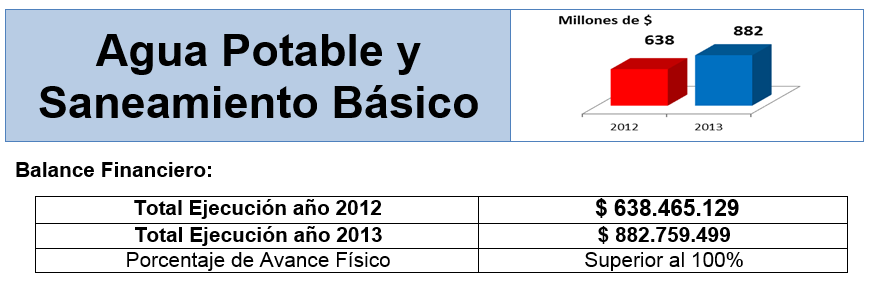 Agua Potable y
Saneamiento Básico
Millones de $
638
882
2012
2013
Balance Financiero:
Total Ejecución año 2012 $ 638.465.129
Total Ejecución año 2013 $ 882.759.499
Porcentaje de Avance Físico Superior al 100%